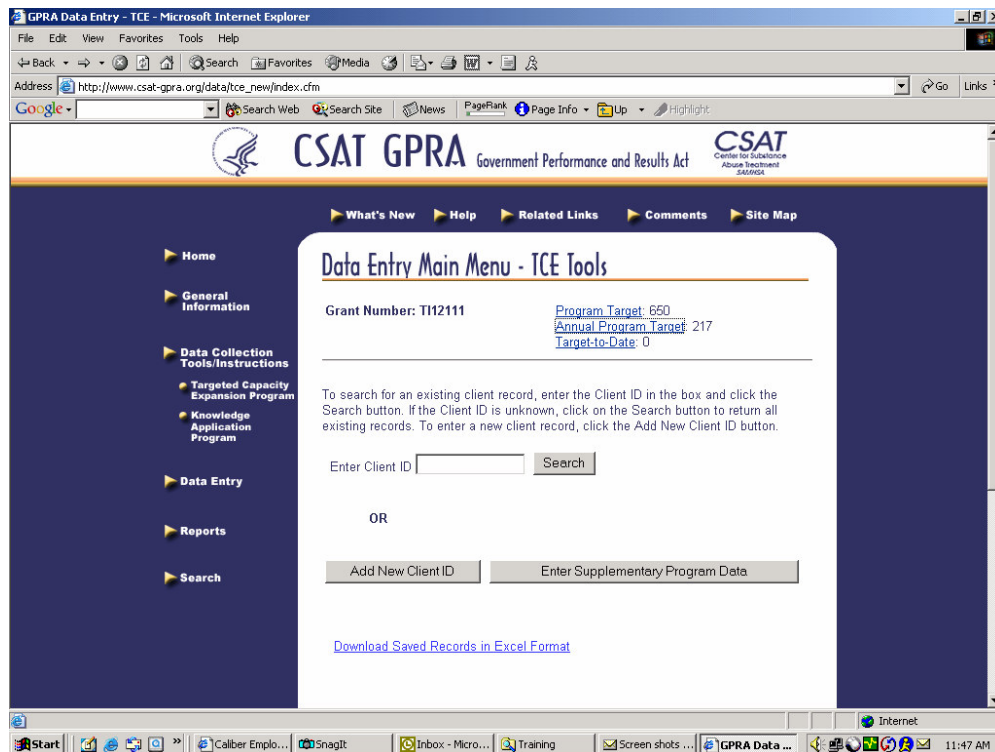 GPRA Data Entry - TCE - Microsoft Internet Explorer
File Edit View Favorites Tools Help
Back Search Favorites Media
Address http://www.csat-gpra.org/data/tce_new/index.cfm Go Links
Google Search Web Search Site News PageRank Page Info Up Highlight
CSAT GPRA Government Performance and Results Act
CSAT
Center for Substance
Abuse Treatment
SAMHSA
What's New Help Related Links Comments Site Map
Home
General
Information
Data Collection
Tools/Instructions
Targeted Capacity
Expansion Program
Knowledge
Application
Program
Data Entry
Reports
Search
Data Entry Main Menu - TCE Tools
Grant Number: TI12111
Program Target: 650
Annual Program Target: 217
Target-to-Date: 0
To search for an existing client record, enter the Client ID in the box and click the
Search button. If the Client ID is unknown, click on the Search button to return all
existing records. To enter a new client record, click the Add New Client ID button.
Enter Client ID Search
OR
Add New Client ID Enter Supplementary Program Data
Download Saved Records in Excel Format
Internet
Start Caliber Emplo... SnagIt Inbox - Micro... Training Screen shots ... GPRA Data ... 11:47 AM